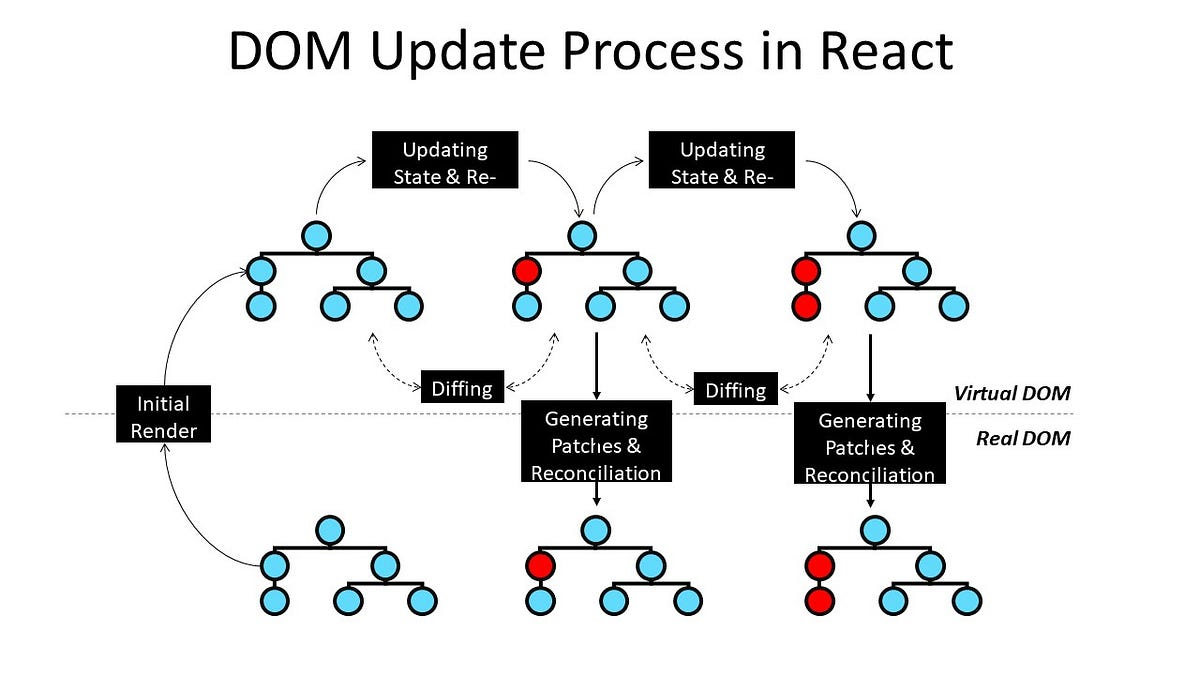 DOM Update Process in React
Updating
State & Re-
Updating
State & Re-
Diffing
Diffing
Initial
Render
Virtual DOM
Real DOM
Generating
Patches &
Reconciliation
Generating
Patches &
Reconciliation